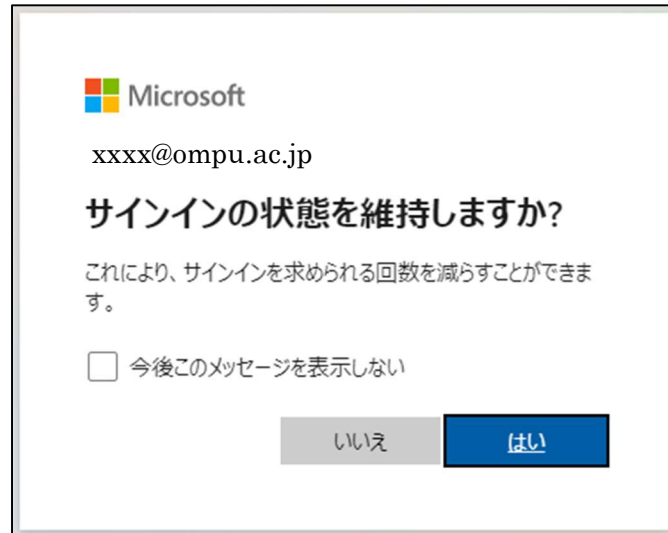 Microsoft
xxxx@ompu.ac.jp
サインインの状態を維持しますか?
これにより、サインインを求められる回数を減らすことができま
す。
今後このメッセージを表示しない
いいえ
はい